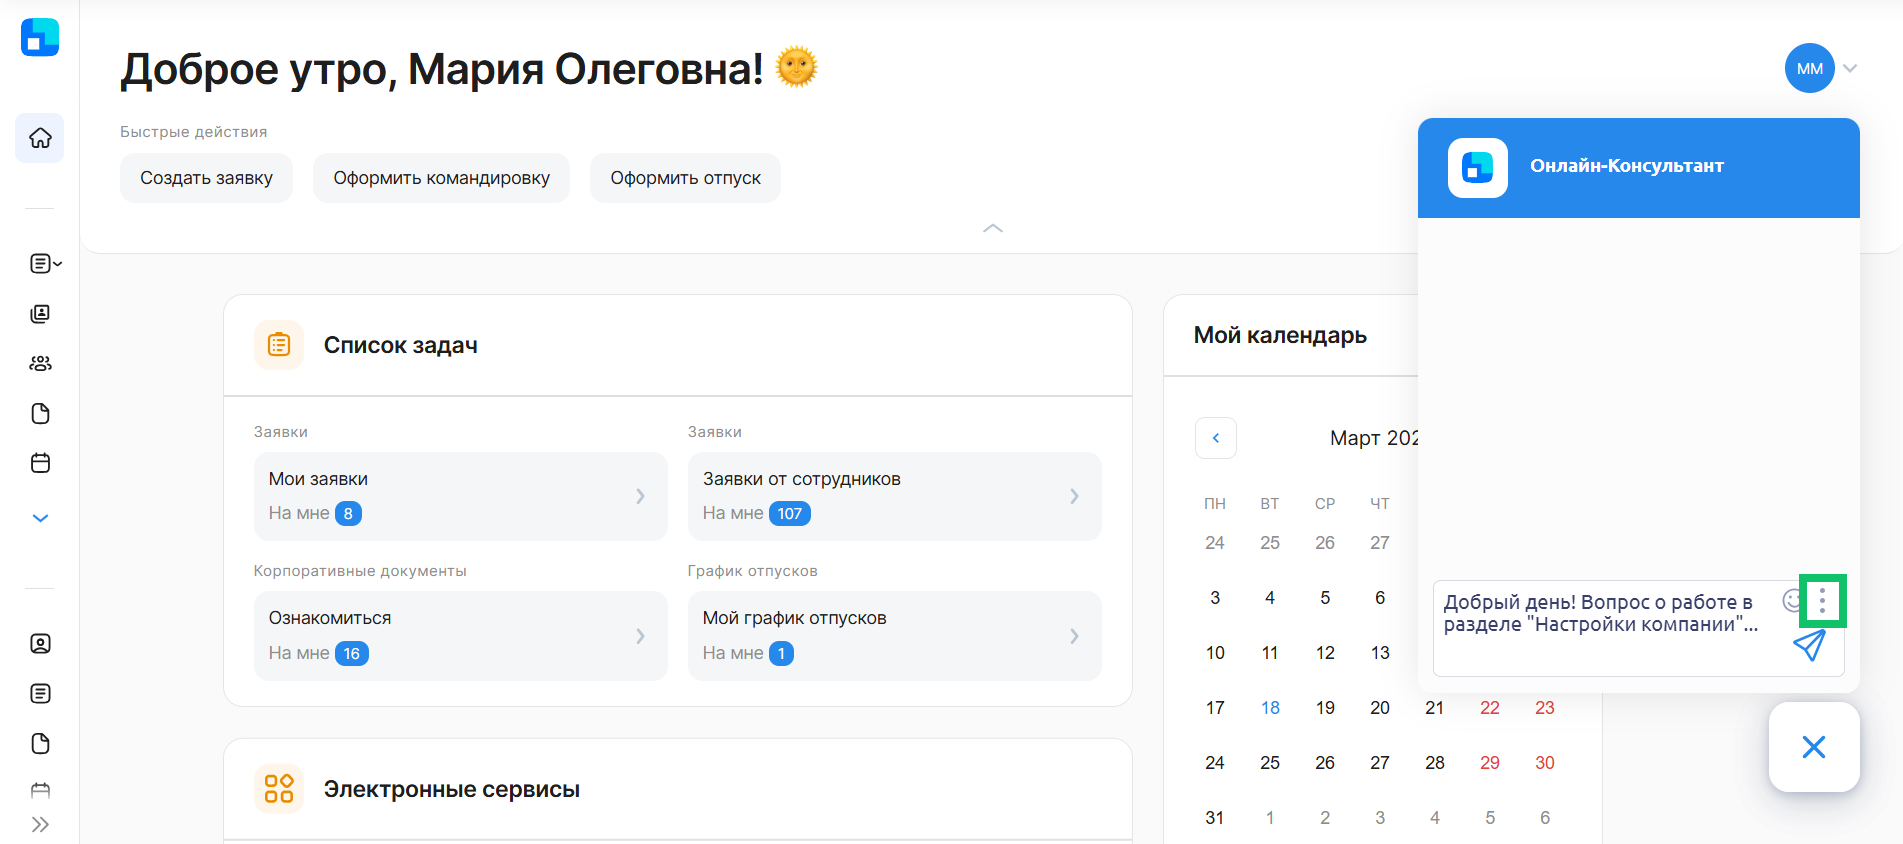 Доброе утро, Мария Олеговна!
ММ
Быстрые действия
Создать заявку
Оформить командировку
Оформить отпуск
Онлайн-Консультант
Список задач
Заявки
Мои заявки
На мне 8
Заявки
Заявки от сотрудников
На мне 107
Корпоративные документы
Ознакомиться
На мне 16
График отпусков
Мой график отпусков
На мне 1
Электронные сервисы
Мой календарь
Март 202
ПН ВТ СР ЧТ
24 25 26 27
3 4 5 6
10 11 12 13
17 18 19 20 21 22 23
24 25 26 27 28 29 30
31 1 2 3 4 5 6
Добрый день! Вопрос о работе в
разделе "Настройки компании"...